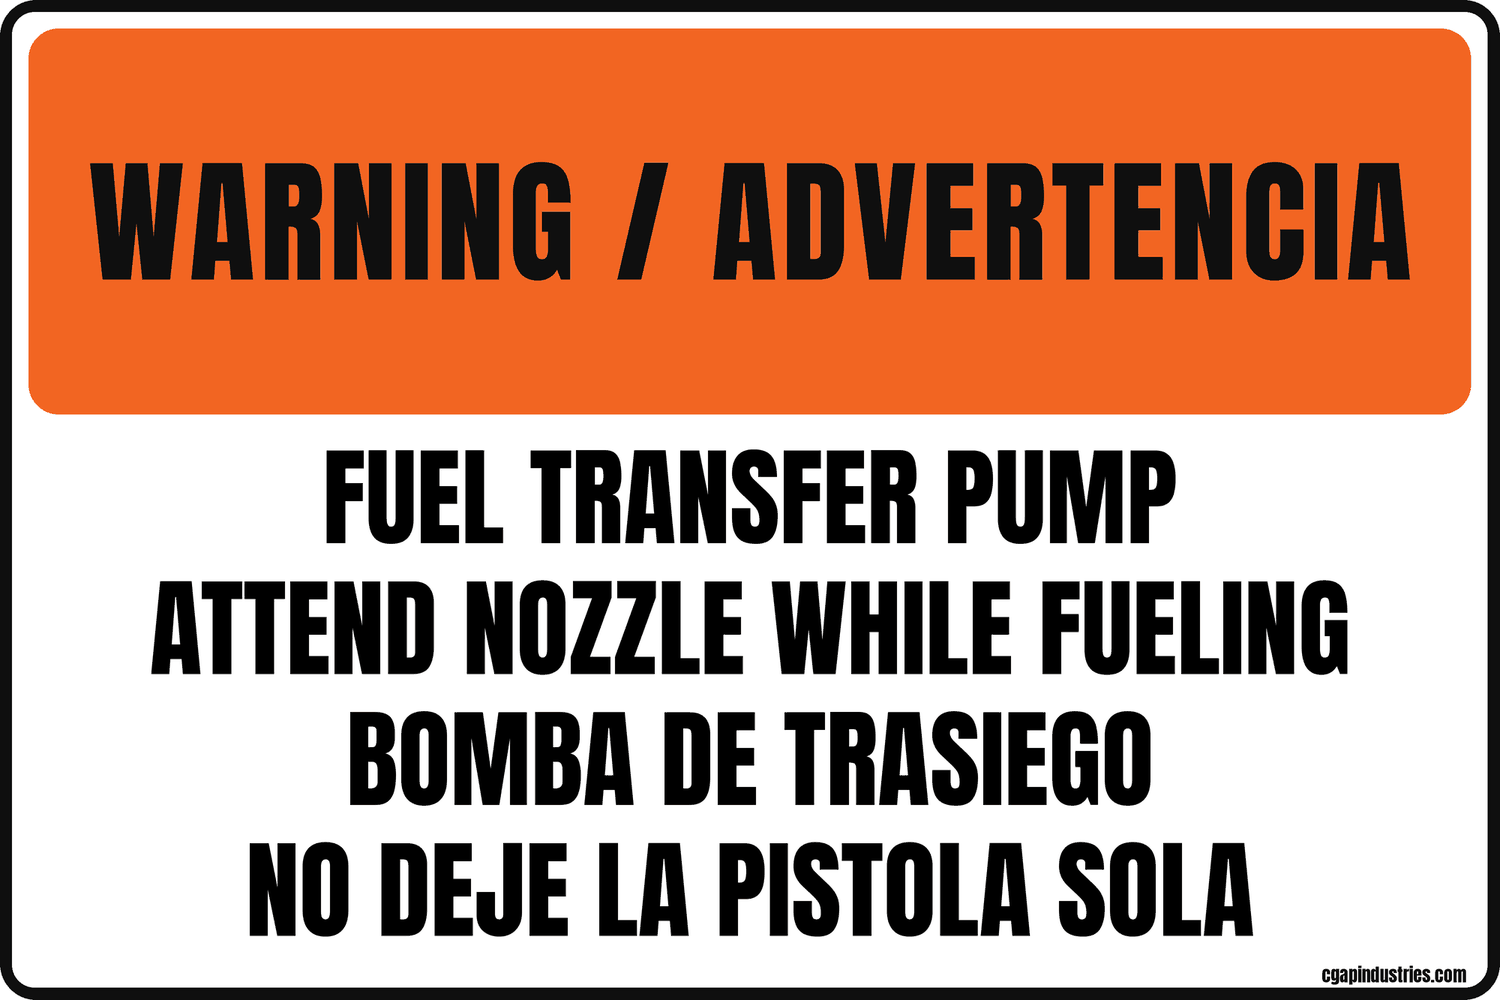 WARNING / ADVERTENCIA
FUEL TRANSFER PUMP
ATTEND NOZZLE WHILE FUELING
BOMBA DE TRASIEGO
NO DEJE LA PISTOLA SOLA
cgapindustries.com